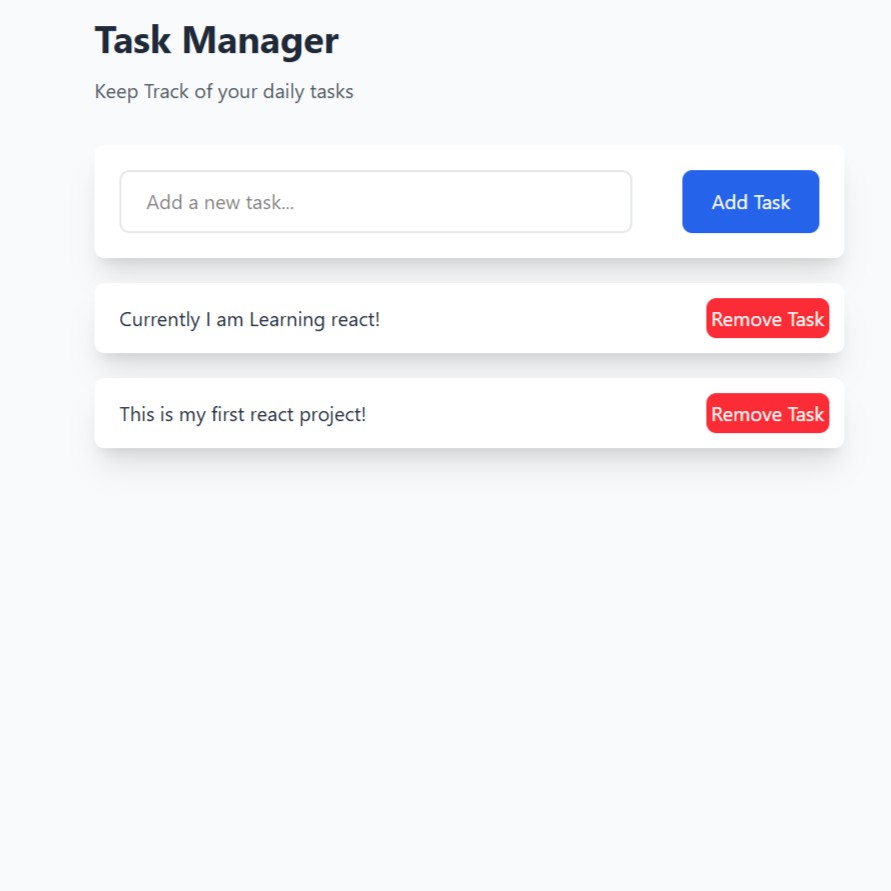 Task Manager
Keep Track of your daily tasks
Add a new task...
Add Task
Currently I am Learning react!
Remove Task
This is my first react project!
Remove Task